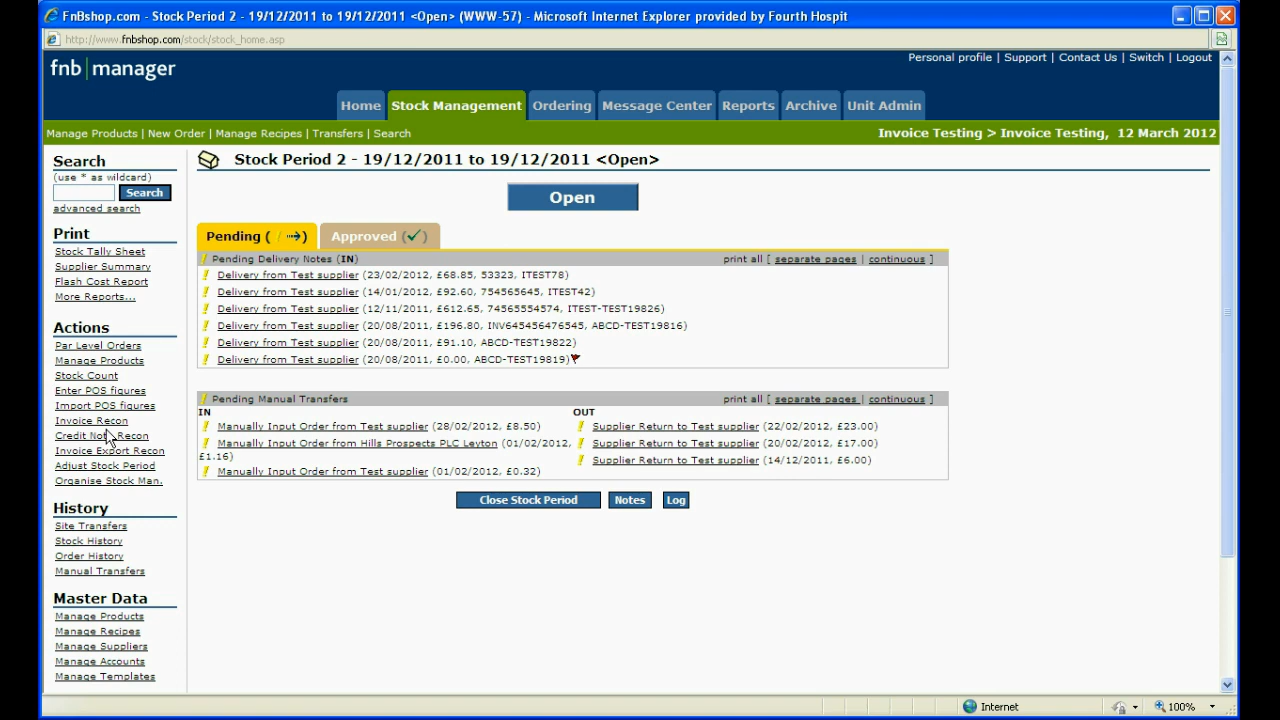 FnBshop.com - Stock Period 2 - 19/12/2011 to 19/12/2011 <Open> (WWW-57) - Microsoft Internet Explorer provided by Fourth Hospit
http://www.fnbshop.com/stock/stock_home.asp
Personal profile | Support | Contact Us | Switch | Logout
fnb | manager
Home Stock Management Ordering Message Center Reports Archive Unit Admin
Manage Products | New Order | Manage Recipes | Transfers | Search
Invoice Testing > Invoice Testing, 12 March 2012
Search
(use * as wildcard)
Search
advanced search
Print
Stock Tally Sheet
Supplier Summary
Flash Cost Report
More Reports...
Actions
Par Level Orders
Manage Products
Stock Count
Enter POS figures
Import POS figures
Invoice Recon
Credit Note Recon
Invoice Export Recon
Adjust Stock Period
Organise Stock Man.
History
Site Transfers
Stock History
Order History
Manual Transfers
Master Data
Manage Products
Manage Recipes
Manage Suppliers
Manage Accounts
Manage Templates
Stock Period 2 - 19/12/2011 to 19/12/2011 <Open>
Open
Pending ( / ) Approved (✓)
Pending Delivery Notes (IN) print all [ separate pages | continuous ]
Delivery from Test supplier (23/02/2012, £68.85, 53323, ITEST78)
Delivery from Test supplier (14/01/2012, £92.60, 754565645, ITEST42)
Delivery from Test supplier (12/11/2011, £612.65, 74565554574, ITEST-TEST19826)
Delivery from Test supplier (20/08/2011, £196.80, INV645456476545, ABCD-TEST19816)
Delivery from Test supplier (20/08/2011, £91.10, ABCD-TEST19822)
Delivery from Test supplier (20/08/2011, £0.00, ABCD-TEST19819)
Pending Manual Transfers print all [ separate pages | continuous ]
IN
Manually Input Order from Test supplier (28/02/2012, £8.50)
Manually Input Order from Hills Prospects PLC Leyton (01/02/2012,
£1.16)
Manually Input Order from Test supplier (01/02/2012, £0.32)
OUT
Supplier Return to Test supplier (22/02/2012, £23.00)
Supplier Return to Test supplier (20/02/2012, £17.00)
Supplier Return to Test supplier (14/12/2011, £6.00)
Close Stock Period Notes Log
Internet
100%